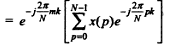 = e^{-j\frac{2\pi}{N}mk} \left[ \sum_{p=0}^{N-1} x(p) e^{-j\frac{2\pi}{N}pk} \right]